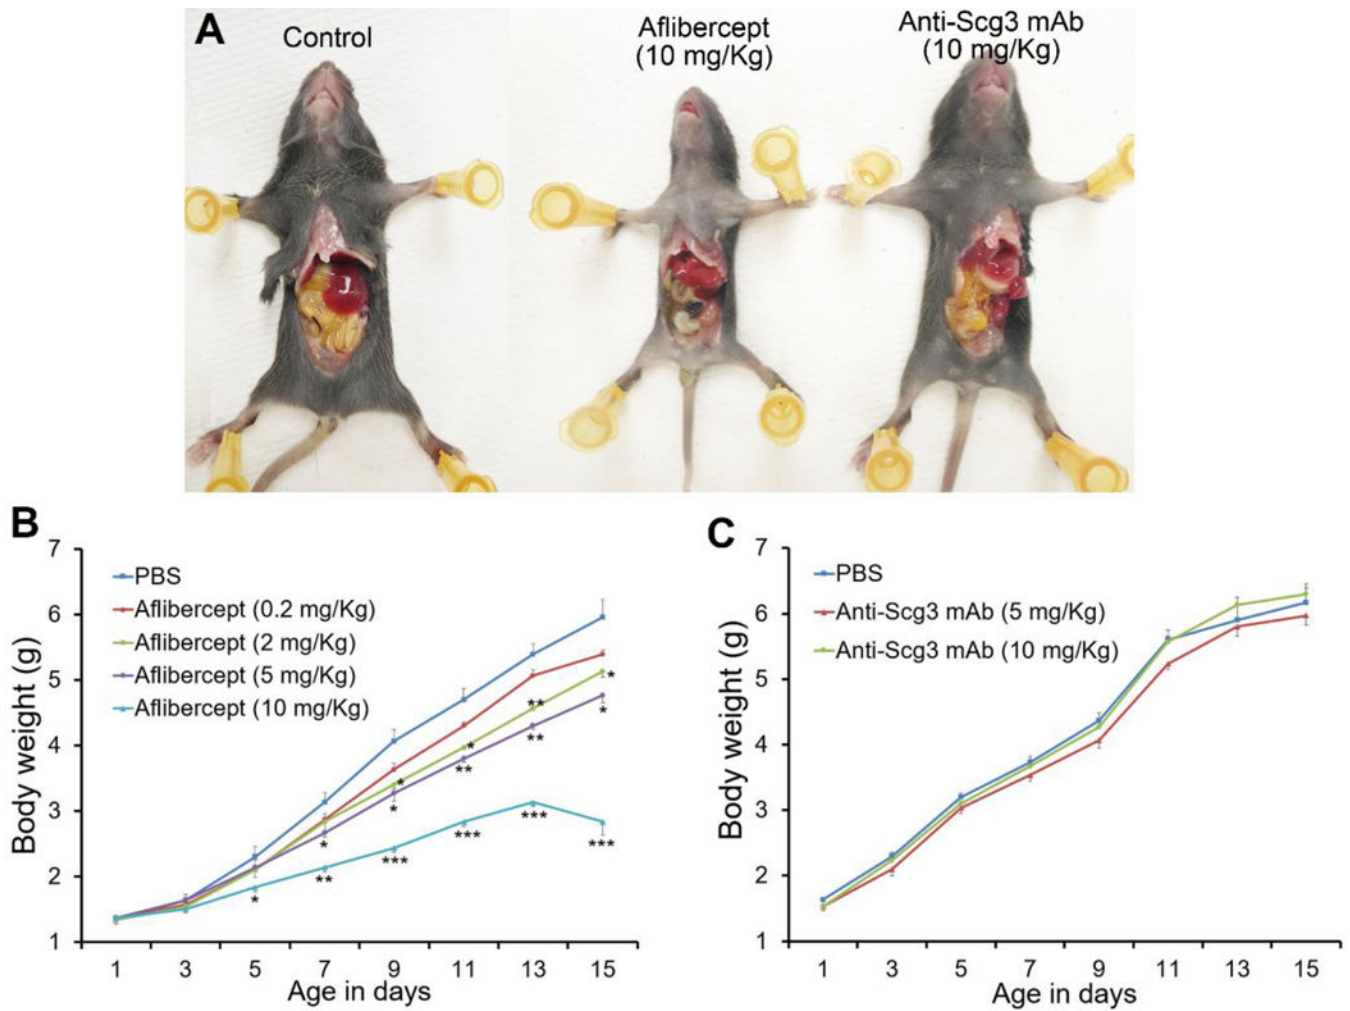 A
Control
Aflibercept
(10 mg/Kg)
Anti-Scg3 mAb
(10 mg/Kg)
B
7
6
5
4
3
2
1
Body weight (g)
PBS
Aflibercept (0.2 mg/Kg)
Aflibercept (2 mg/Kg)
Aflibercept (5 mg/Kg)
Aflibercept (10 mg/Kg)
*
**
*
***
*
*
***
**
*
***
**
**
***
*
*
***
1 3 5 7 9 11 13 15
Age in days
C
7
6
5
4
3
2
1
Body weight (g)
PBS
Anti-Scg3 mAb (5 mg/Kg)
Anti-Scg3 mAb (10 mg/Kg)
1 3 5 7 9 11 13 15
Age in days